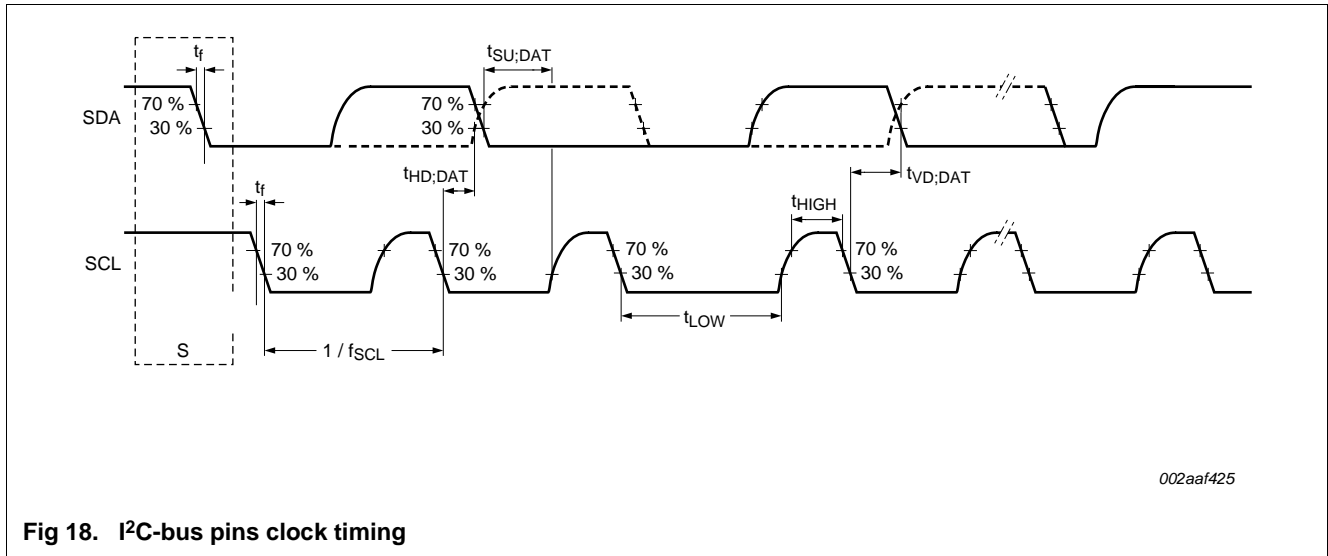 tf
tSU;DAT
70 %
SDA
30 %
70 %
30 %
tHD;DAT
tVD;DAT
tf
tHIGH
70 %
SCL
30 %
70 %
30 %
70 %
30 %
70 %
30 %
tLOW
S
1 / fSCL
002aaf425
Fig 18. I²C-bus pins clock timing